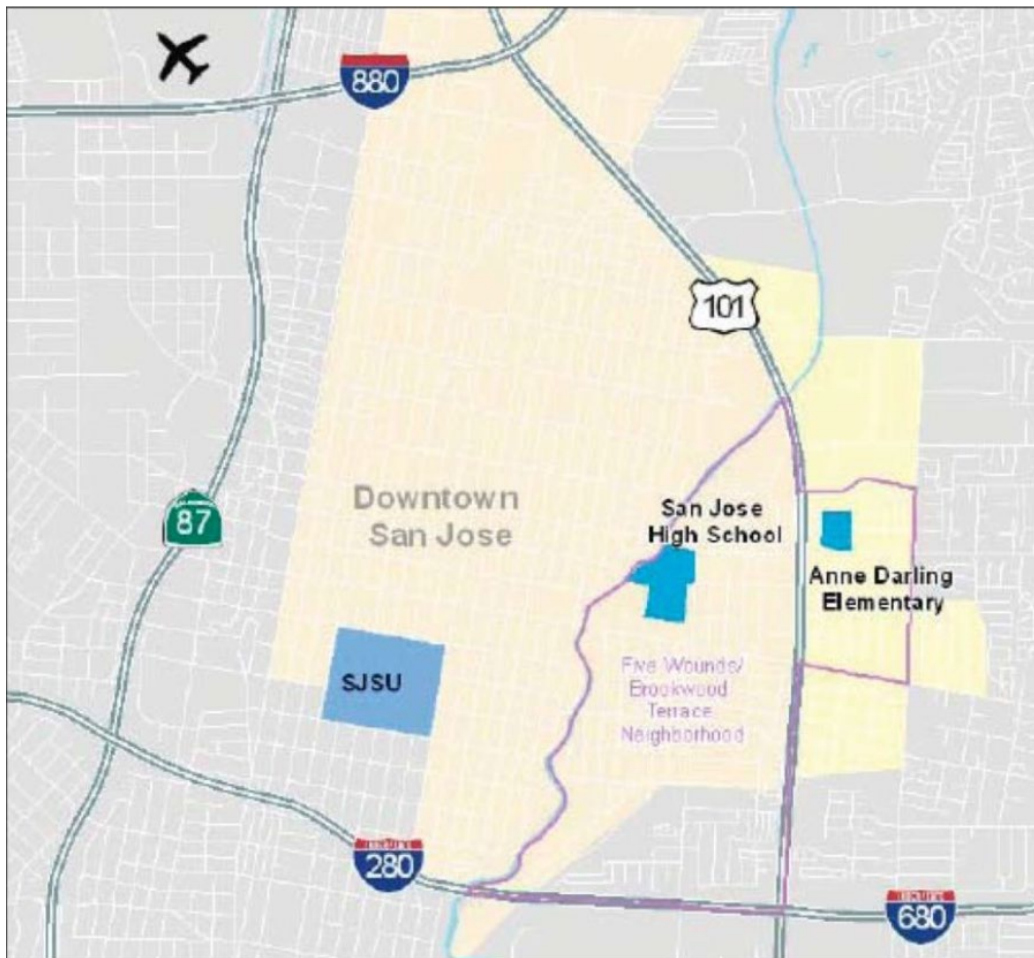 880
101
Downtown
San Jose
87
San Jose
High School
Anne Darling
Elementary
SJSU
Five Wounds/
Brookwood
Terrace
Neighborhood
280
680